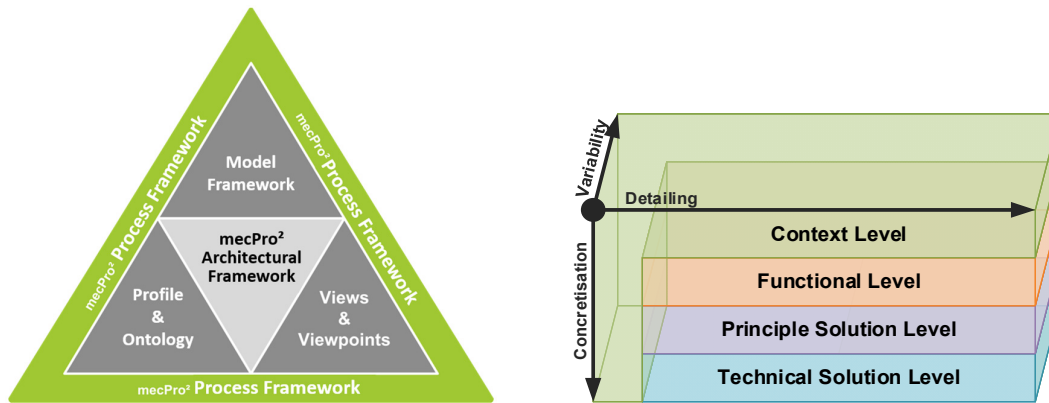 mecPro² Process Framework
mecPro² Process Framework
Model
Framework
mecPro²
Architectural
Framework
Profile
&
Ontology
Views
&
Viewpoints
mecPro² Process Framework
Variability
Detailing
Concretisation
Context Level
Functional Level
Principle Solution Level
Technical Solution Level